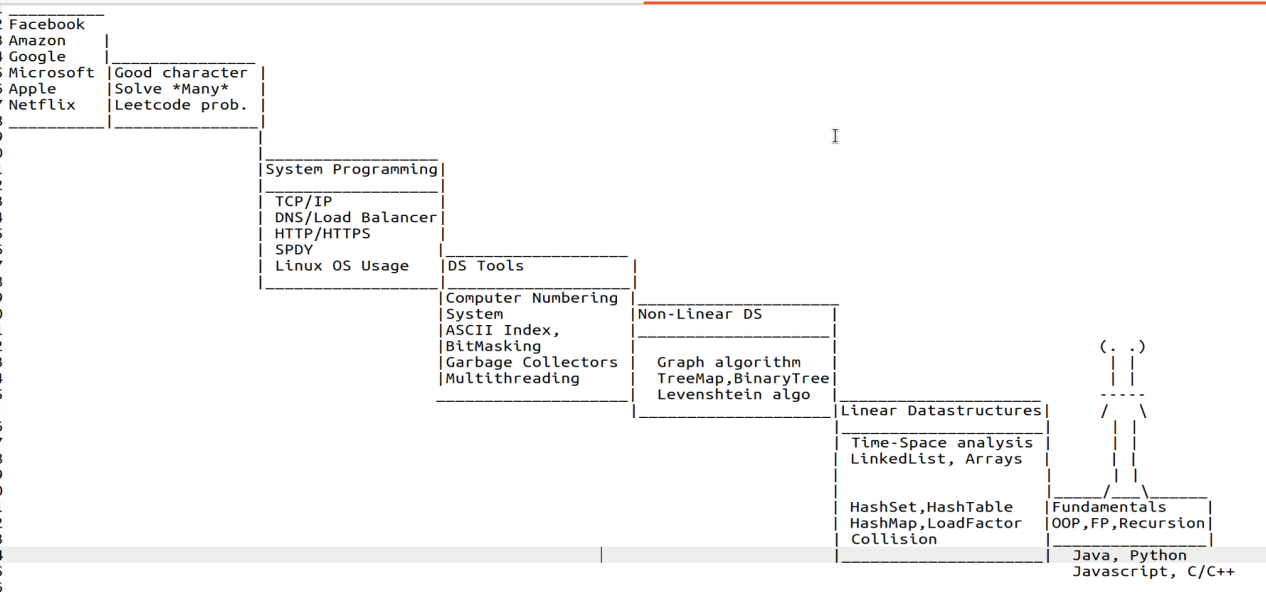 Facebook
Amazon
Google
Microsoft
Apple
Netflix
Good character
Solve *Many*
Leetcode prob.
System Programming
TCP/IP
DNS/Load Balancer
HTTP/HTTPS
SPDY
Linux OS Usage
DS Tools
Computer Numbering
System
ASCII Index,
BitMasking
Garbage Collectors
Multithreading
Non-Linear DS
Graph algorithm
TreeMap,BinaryTree
Levenshtein algo
Linear Datastructures
Time-Space analysis
LinkedList, Arrays
HashSet,HashTable
HashMap,LoadFactor
Collision
Fundamentals
OOP,FP,Recursion
Java, Python
Javascript, C/C++